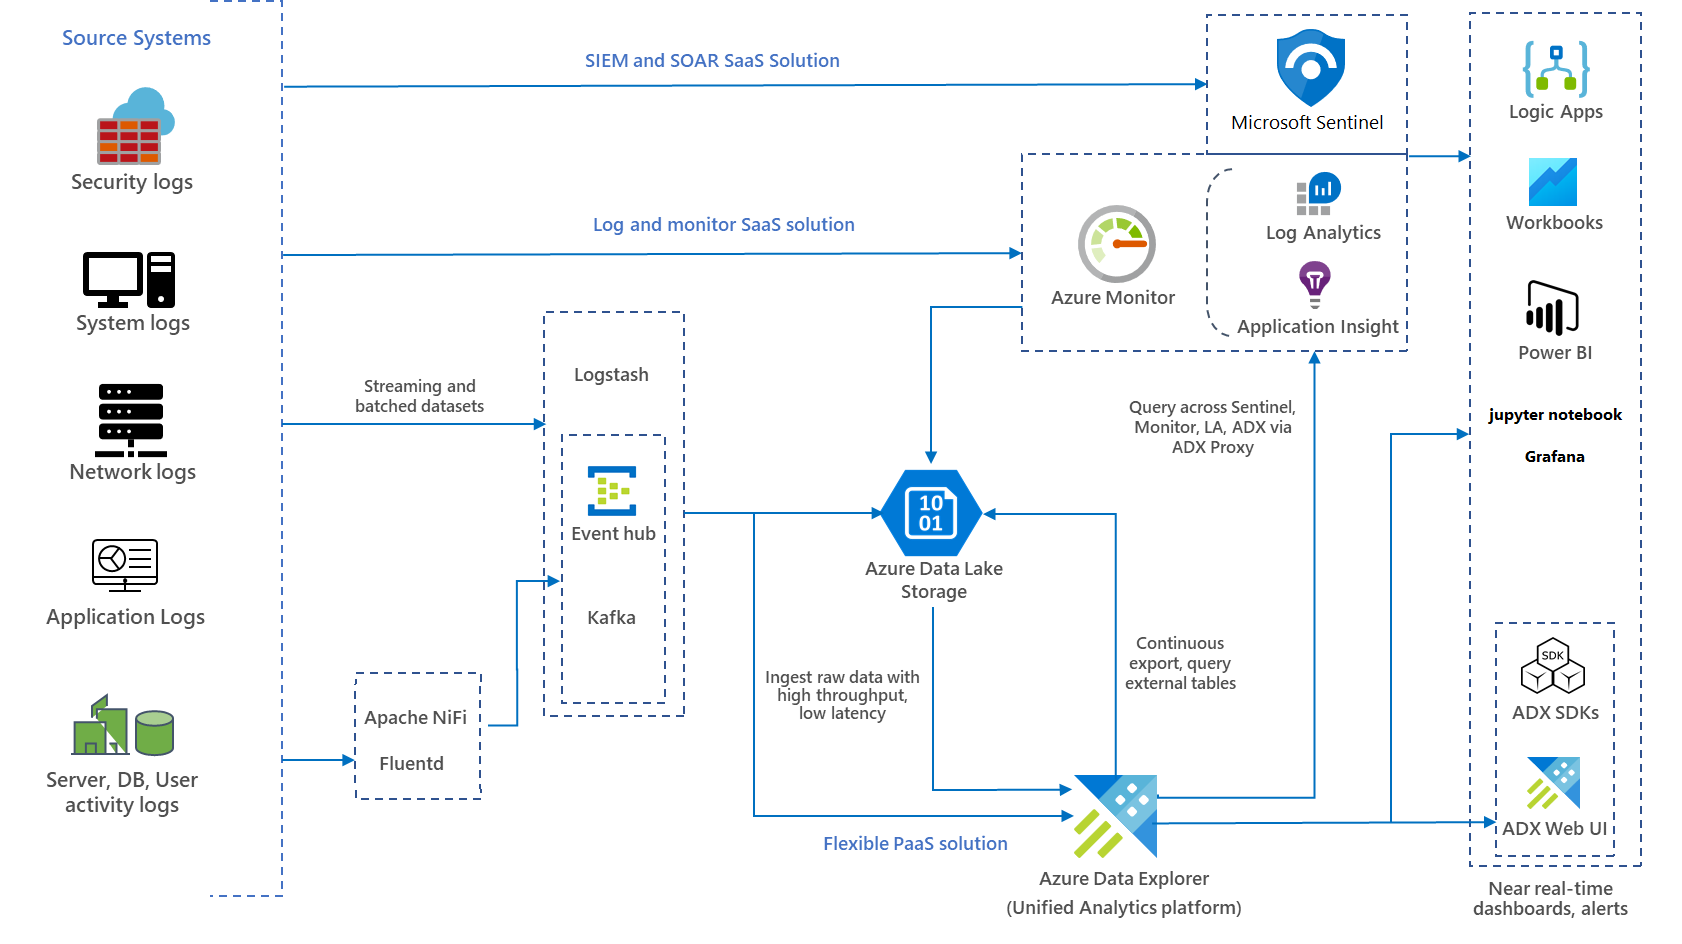 Source Systems
Security logs
System logs
Network logs
Application Logs
Server, DB, User
activity logs
SIEM and SOAR SaaS Solution
Log and monitor SaaS solution
Streaming and
batched datasets
Apache NiFi
Fluentd
Logstash
Event hub
Kafka
Microsoft Sentinel
Azure Monitor
Log Analytics
Application Insight
Query across Sentinel,
Monitor, LA, ADX via
ADX Proxy
10
01
Azure Data Lake
Storage
Ingest raw data with
high throughput,
low latency
Continuous
export, query
external tables
Flexible PaaS solution
Azure Data Explorer
(Unified Analytics platform)
Logic Apps
Workbooks
Power BI
jupyter notebook
Grafana
SDK
ADX SDKs
ADX Web UI
Near real-time
dashboards, alerts